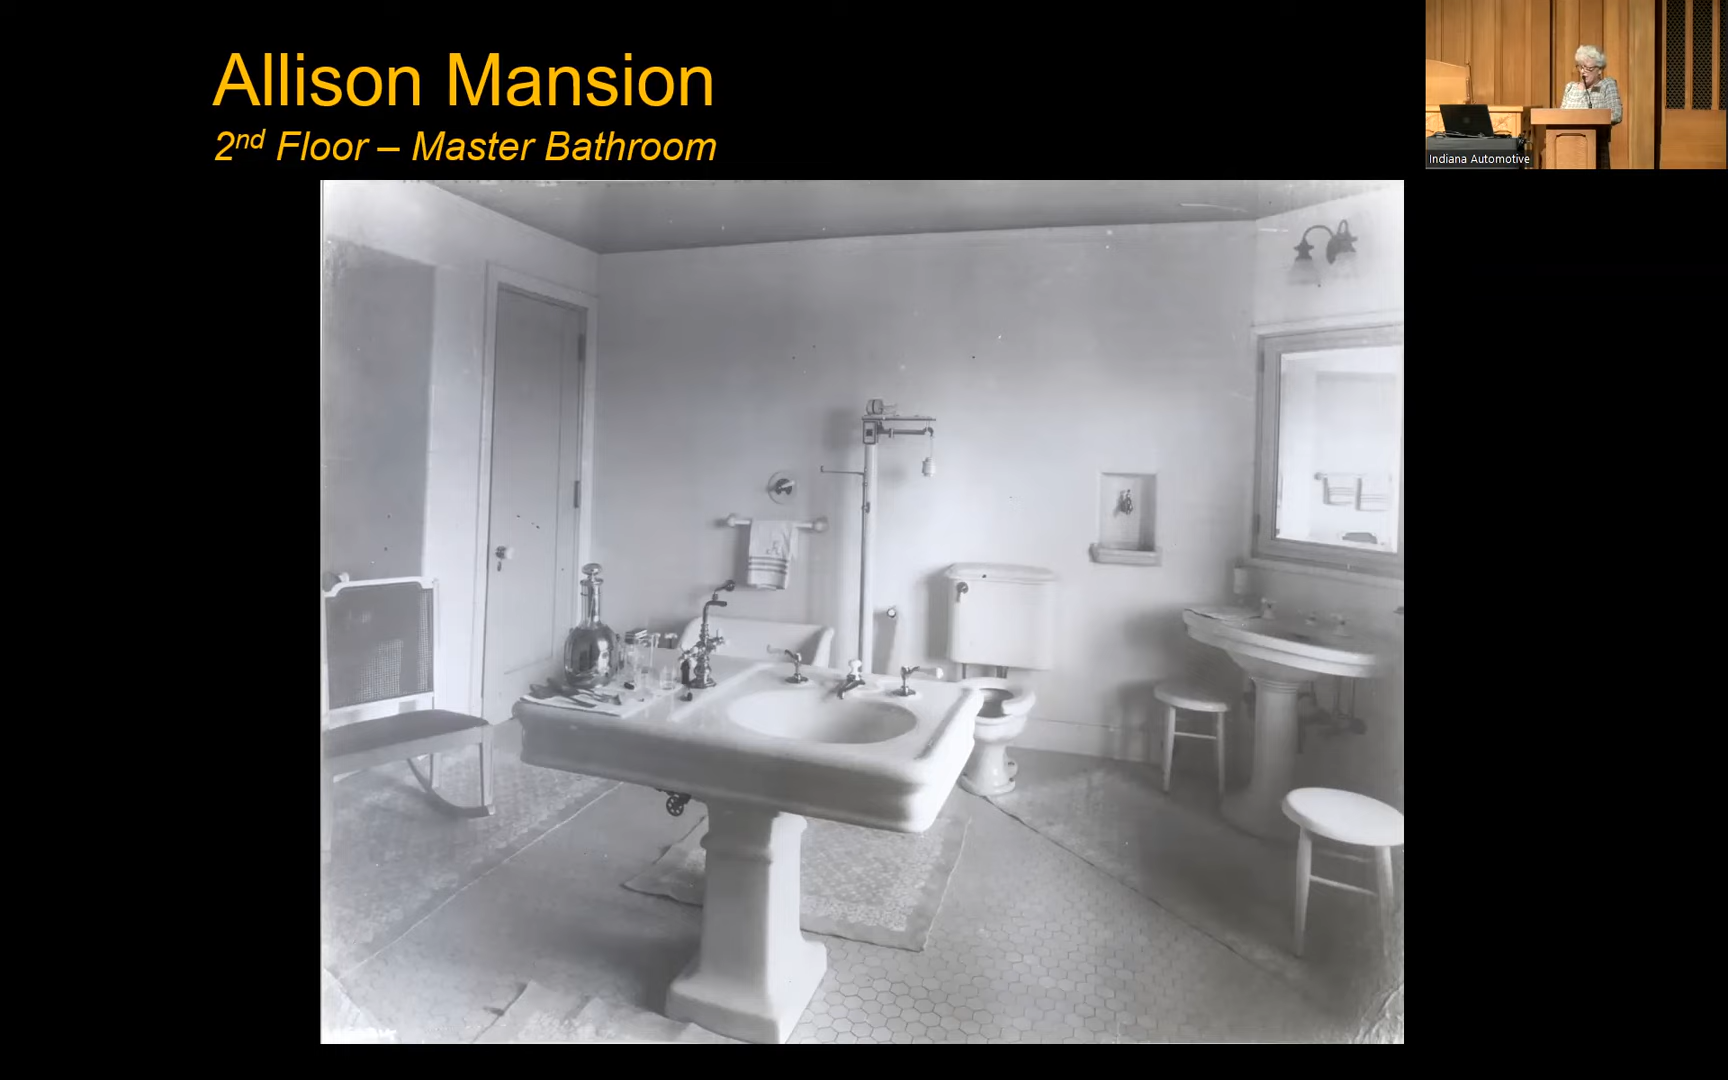 Allison Mansion
2nd Floor – Master Bathroom
Indiana Automotive